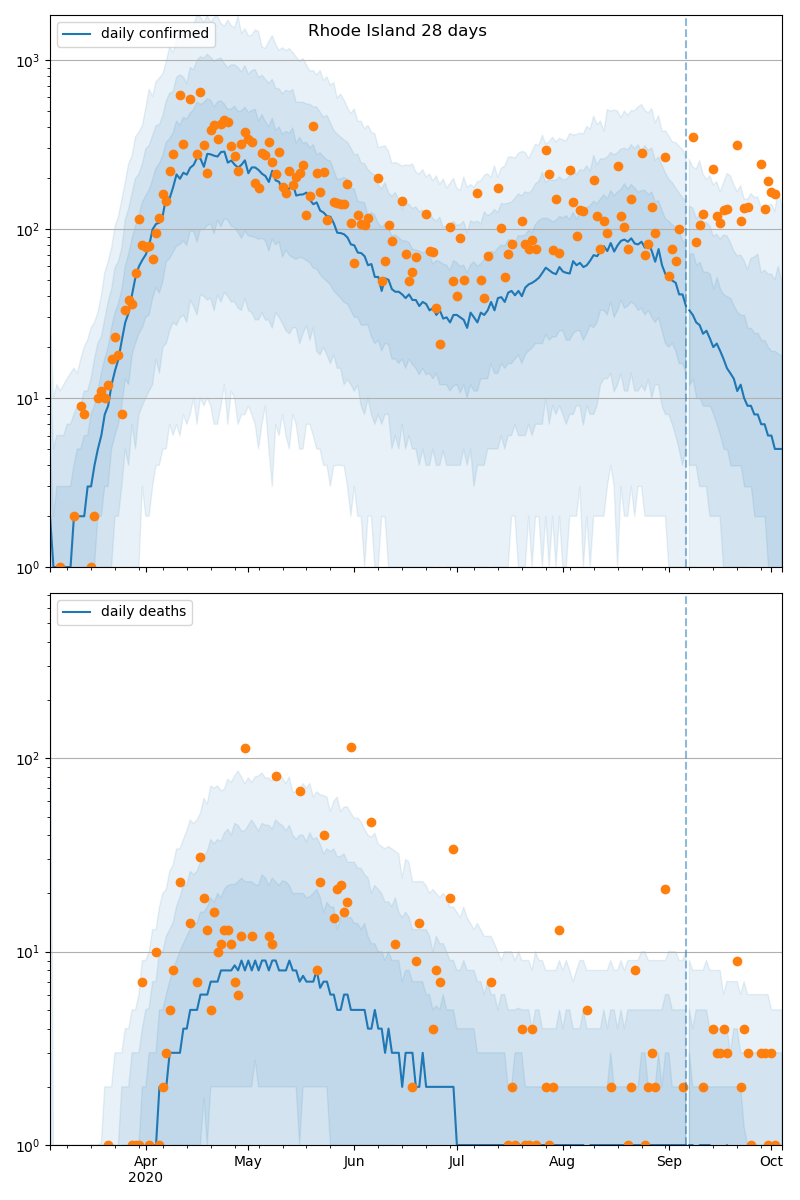 Rhode Island 28 days
daily confirmed
10³
10²
10¹
10⁰
daily deaths
10²
10¹
10⁰
Apr May Jun Jul Aug Sep Oct
2020